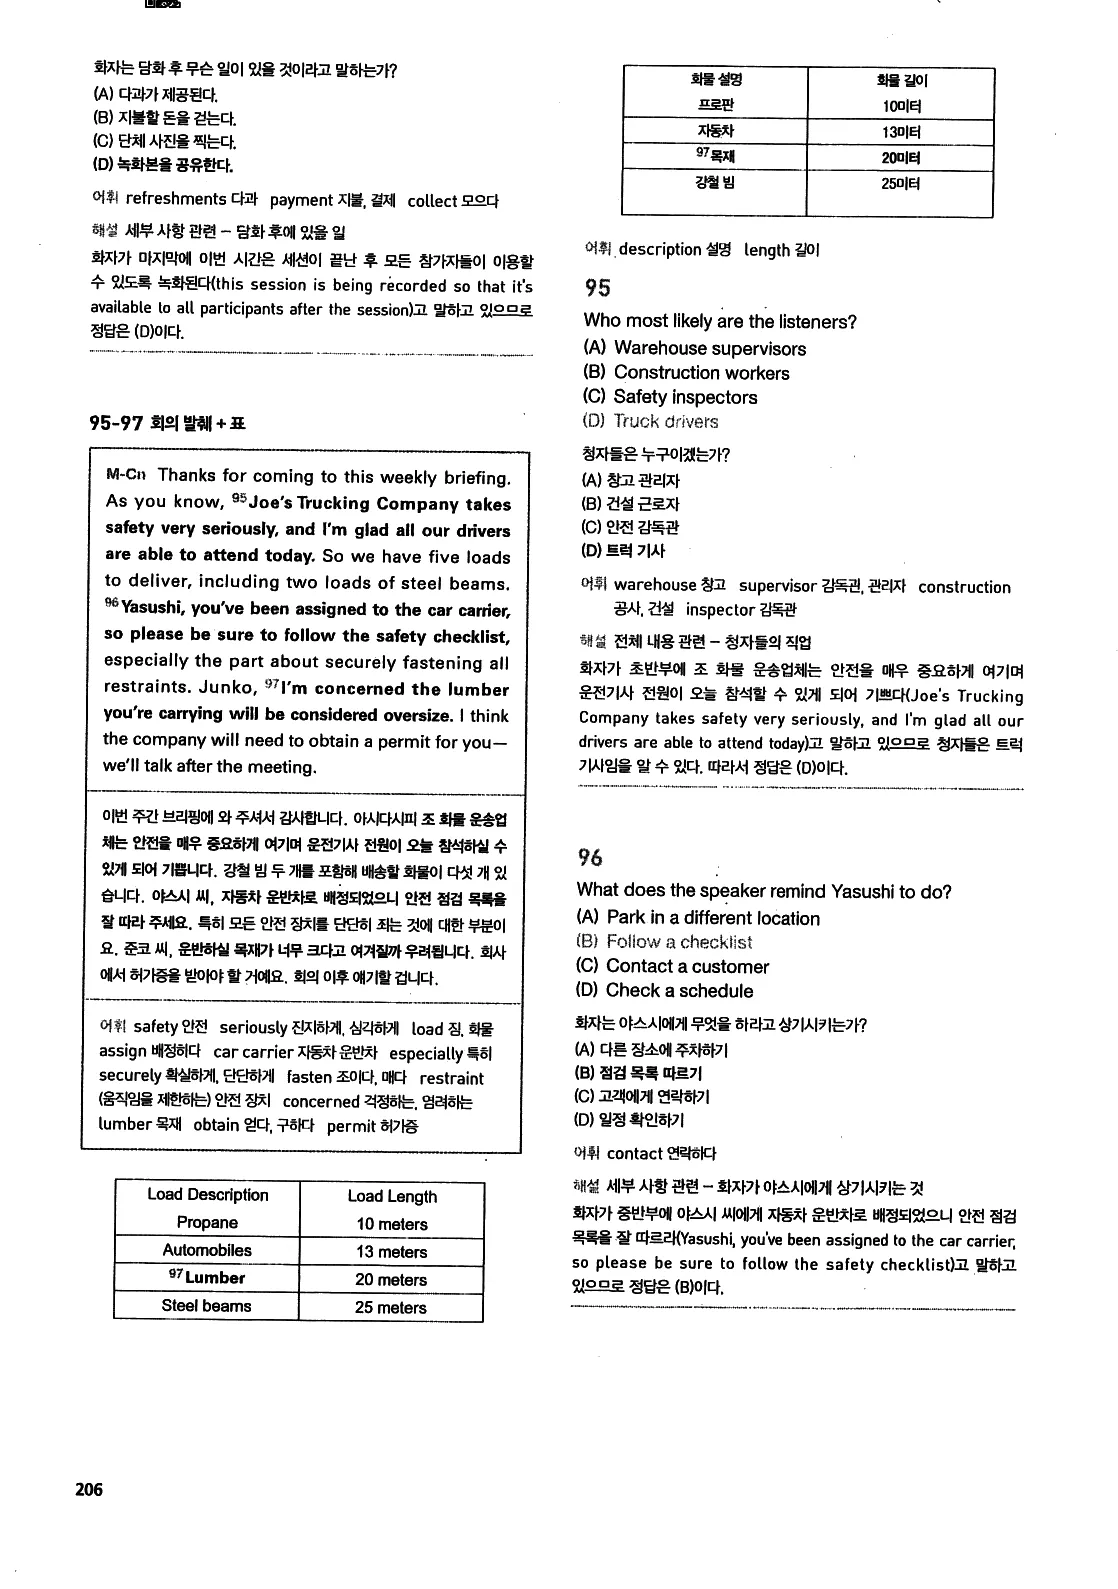 화자는 담화 후 무슨 일이 있을 것이라고 말하는가?
(A) 다과가 제공된다.
(B) 지불할 돈을 걷는다.
(C) 단체 사진을 찍는다.
(D) 녹화본을 공유한다.
어휘 refreshments 다과 payment 지불, 결제 collect 모으다
해설 세부 사항 관련 – 담화 후에 있을 일
화자가 마지막에 이번 시간은 세션이 끝난 후 모든 참가자들이 이용할
수 있도록 녹화된다(this session is being recorded so that it's
available to all participants after the session)고 말하고 있으므로
정답은 (D)이다.
95-97 회의 발췌 + 표
M-Cn Thanks for coming to this weekly briefing.
As you know, 95Joe's Trucking Company takes
safety very seriously, and I'm glad all our drivers
are able to attend today. So we have five loads
to deliver, including two loads of steel beams.
96Yasushi, you've been assigned to the car carrier,
so please be sure to follow the safety checklist,
especially the part about securely fastening all
restraints. Junko, 97I'm concerned the lumber
you're carrying will be considered oversize. I think
the company will need to obtain a permit for you—
we'll talk after the meeting.
이번 주간 브리핑에 와 주셔서 감사합니다. 아시다시피 조 화물 운송업
체는 안전을 매우 중요하게 여기며 운전기사 전원이 오늘 참석하실 수
있게 되어 기쁩니다. 강철 빔 두 개를 포함해 배송할 화물이 다섯 개 있
습니다. 야스시 씨, 자동차 운반차로 배정되었으니 안전 점검 목록을
잘 따라 주세요. 특히 모든 안전 장치를 단단히 죄는 것에 대한 부분이
요. 준코 씨, 운반하실 목재가 너무 크다고 여겨질까 우려됩니다. 회사
에서 허가증을 받아야 할 거예요. 회의 이후 얘기할 겁니다.
어휘 safety 안전 seriously 진지하게, 심각하게 load 짐, 화물
assign 배정하다 car carrier 자동차 운반차 especially 특히
securely 확실하게, 단단하게 fasten 조이다, 매다 restraint
(움직임을 제한하는) 안전 장치 concerned 걱정하는, 염려하는
lumber 목재 obtain 얻다, 구하다 permit 허가증
Load Description Load Length
Propane 10 meters
Automobiles 13 meters
97Lumber 20 meters
Steel beams 25 meters
206
화물 설명 화물 길이
프로판 10미터
자동차 13미터
97목재 20미터
강철 빔 25미터
어휘 description 설명 length 길이
95
Who most likely are the listeners?
(A) Warehouse supervisors
(B) Construction workers
(C) Safety inspectors
(D) Truck drivers
청자들은 누구이겠는가?
(A) 창고 관리자
(B) 건설 근로자
(C) 안전 감독관
(D) 트럭 기사
어휘 warehouse 창고 supervisor 감독관, 관리자 construction
공사, 건설 inspector 감독관
해설 전체 내용 관련 – 청자들의 직업
화자가 초반부에 조 화물 운송업체는 안전을 매우 중요하게 여기며
운전기사 전원이 오늘 참석할 수 있게 되어 기쁘다(Joe's Trucking
Company takes safety very seriously, and I'm glad all our
drivers are able to attend today)고 말하고 있으므로 청자들은 트럭
기사임을 알 수 있다. 따라서 정답은 (D)이다.
96
What does the speaker remind Yasushi to do?
(A) Park in a different location
(B) Follow a checklist
(C) Contact a customer
(D) Check a schedule
화자는 야스시에게 무엇을 하라고 상기시키는가?
(A) 다른 장소에 주차하기
(B) 점검 목록 따르기
(C) 고객에게 연락하기
(D) 일정 확인하기
어휘 contact 연락하다
해설 세부 사항 관련 – 화자가 야스시에게 상기시키는 것
화자가 중반부에 야스시 씨에게 자동차 운반차로 배정되었으니 안전 점검
목록을 잘 따르라(Yasushi, you've been assigned to the car carrier,
so please be sure to follow the safety checklist)고 말하고
있으므로 정답은 (B)이다.